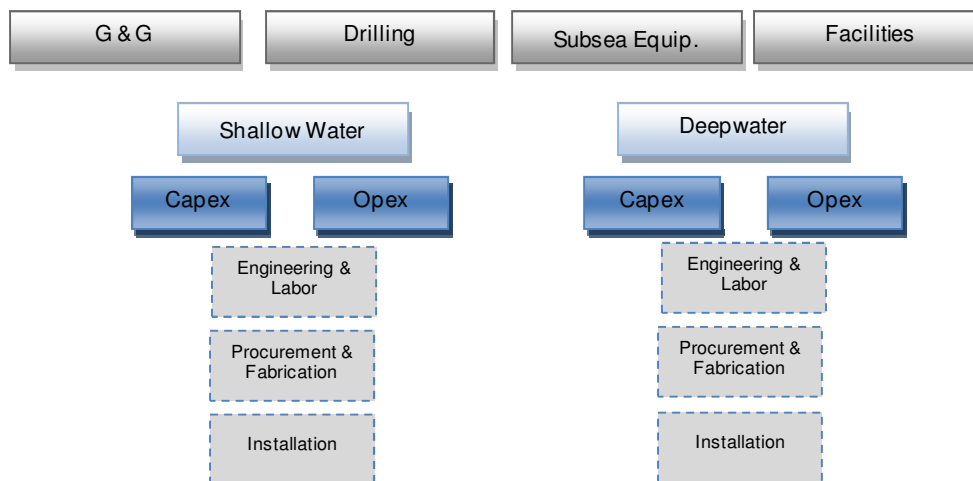 G & G
Drilling
Subsea Equip.
Facilities
Shallow Water
Deepwater
Capex
Opex
Capex
Opex
Engineering &
Labor
Engineering &
Labor
Procurement &
Fabrication
Procurement &
Fabrication
Installation
Installation